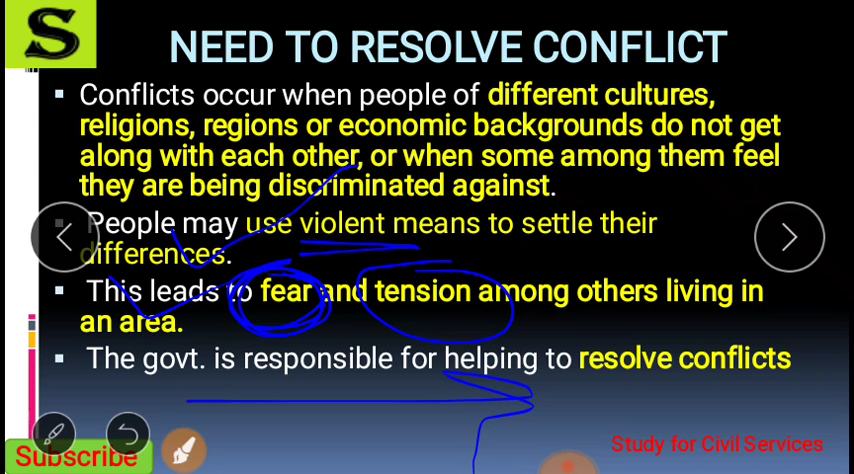 S
NEED TO RESOLVE CONFLICT
▪ Conflicts occur when people of different cultures,
religions, regions or economic backgrounds do not get
along with each other, or when some among them feel
they are being discriminated against.
▪ People may use violent means to settle their
differences.
▪ This leads to fear and tension among others living in
an area.
▪ The govt. is responsible for helping to resolve conflicts
Subscribe
Study for Civil Services